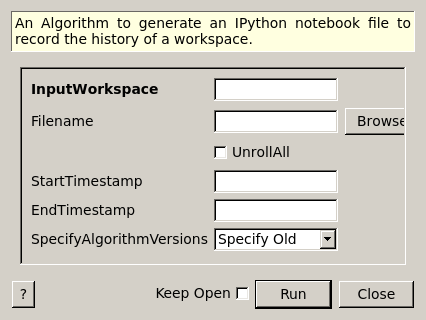 An Algorithm to generate an IPython notebook file to
record the history of a workspace.
InputWorkspace
Filename
Browse
UnrollAll
StartTimestamp
EndTimestamp
SpecifyAlgorithmVersions Specify Old
? Keep Open Run Close